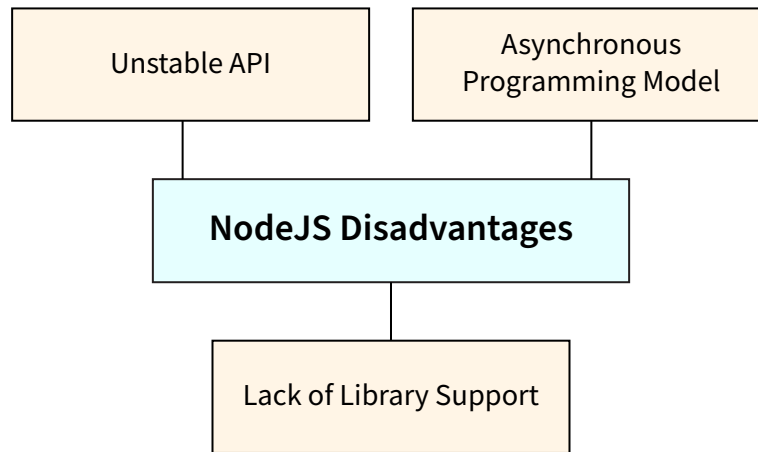 Unstable API
Asynchronous
Programming Model
NodeJS Disadvantages
Lack of Library Support